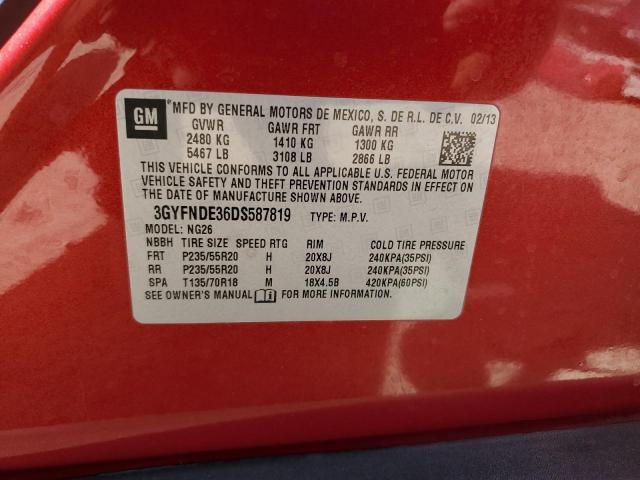 GM
MFD BY GENERAL MOTORS DE MEXICO, S. DE R.L. DE C.V. 02/13
GVWR GAWR FRT GAWR RR
2480 KG 1410 KG 1300 KG
5467 LB 3108 LB 2866 LB
THIS VEHICLE CONFORMS TO ALL APPLICABLE U.S. FEDERAL MOTOR
VEHICLE SAFETY AND THEFT PREVENTION STANDARDS IN EFFECT ON
THE DATE OF MANUFACTURE SHOWN ABOVE.
3GYFNDE36DS587819 TYPE: M.P.V.
MODEL: NG26
NBBH TIRE SIZE SPEED RTG RIM COLD TIRE PRESSURE
FRT P235/55R20 H 20X8J 240KPA(35PSI)
RR P235/55R20 H 20X8J 240KPA(35PSI)
SPA T135/70R18 M 18X4.5B 420KPA(60PSI)
SEE OWNER'S MANUAL FOR ADDITIONAL INFORMATION.